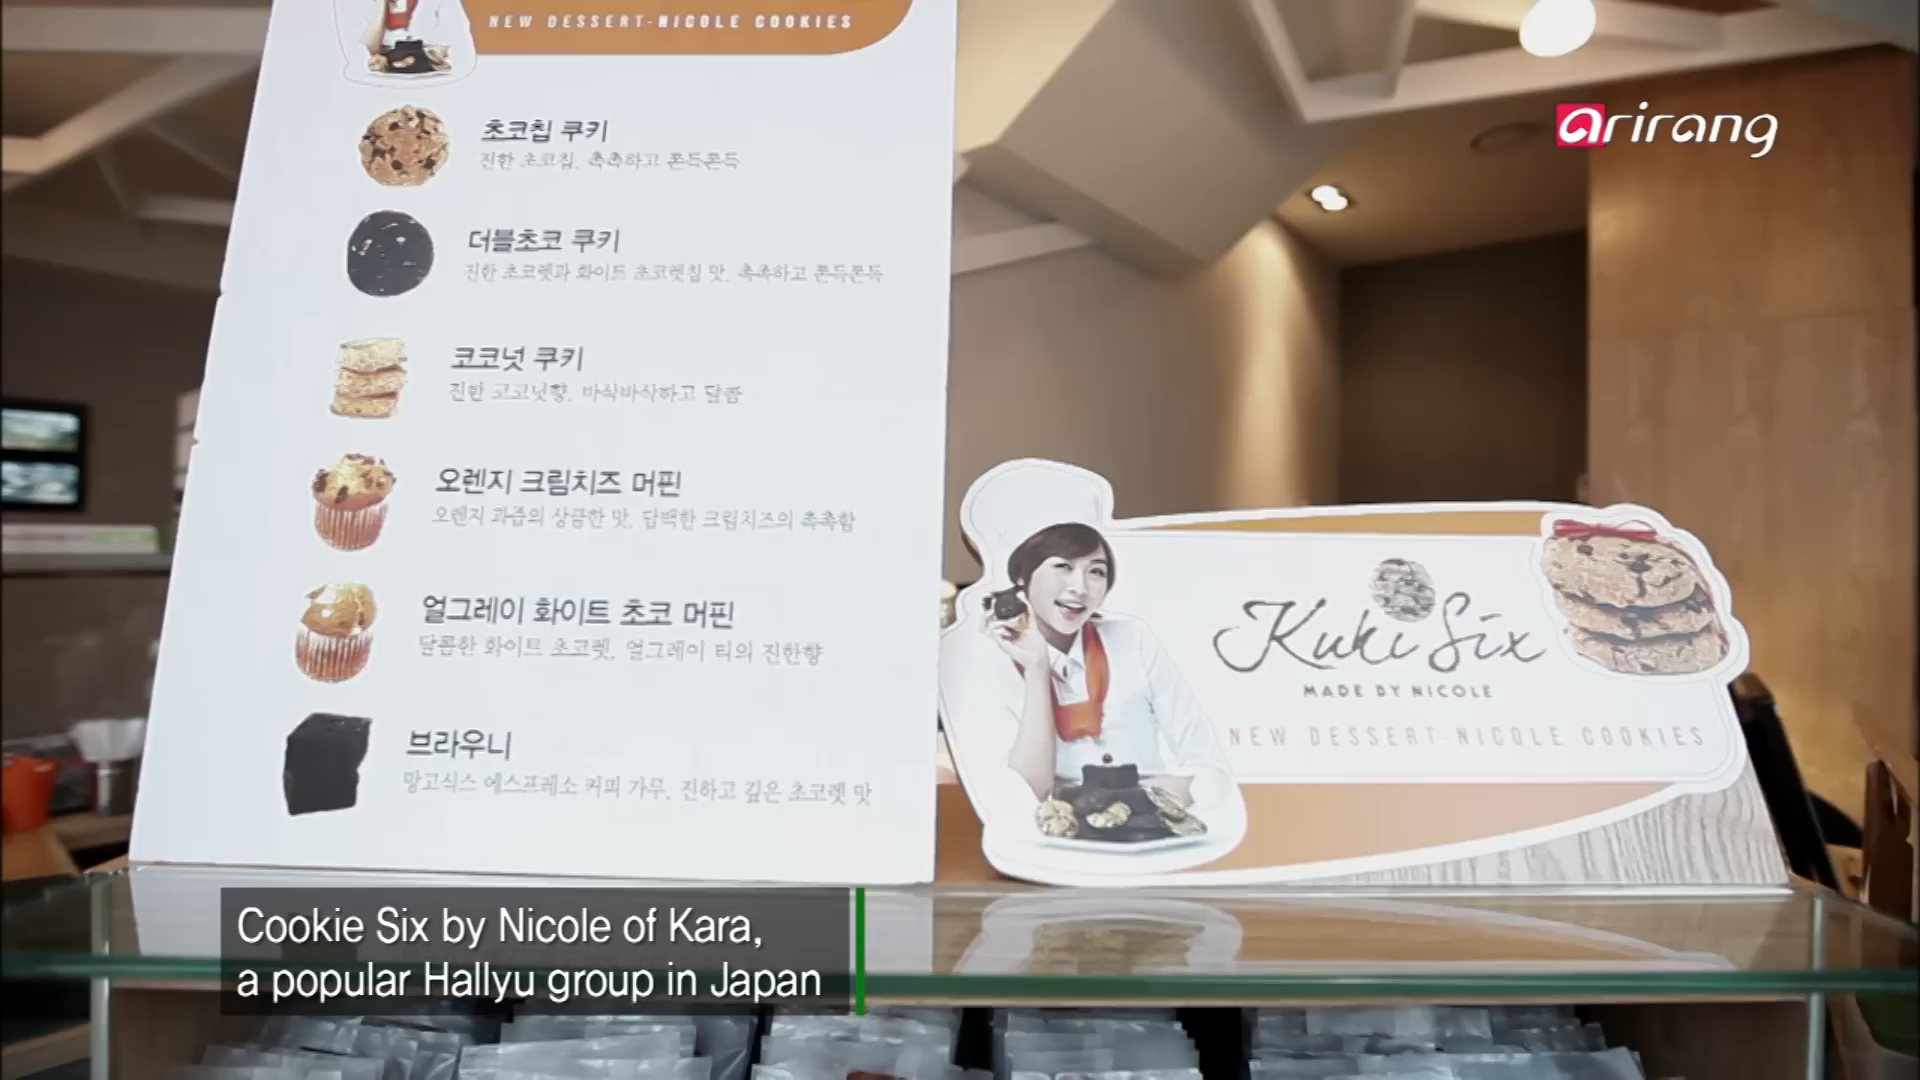 NEW DESSERT-NICOLE COOKIES
초코칩 쿠키
진한 초코칩, 촉촉하고 쫀득쫀득
더블초코 쿠키
진한 초코렛과 화이트 초코렛칩 맛, 촉촉하고 쫀득쫀득
코코넛 쿠키
진한 코코넛향, 바삭바삭하고 달콤
오렌지 크림치즈 머핀
오렌지 과즙의 상큼한 맛, 담백한 크림치즈의 촉촉함
얼그레이 화이트 초코 머핀
달콤한 화이트 초코렛, 얼그레이 티의 진한향
브라우니
망고식스 에스프레소 커피 가루, 진하고 깊은 초코렛 맛
arirang
Kuki Six
MADE BY NICOLE
NEW DESSERT-NICOLE COOKIES
Cookie Six by Nicole of Kara,
a popular Hallyu group in Japan